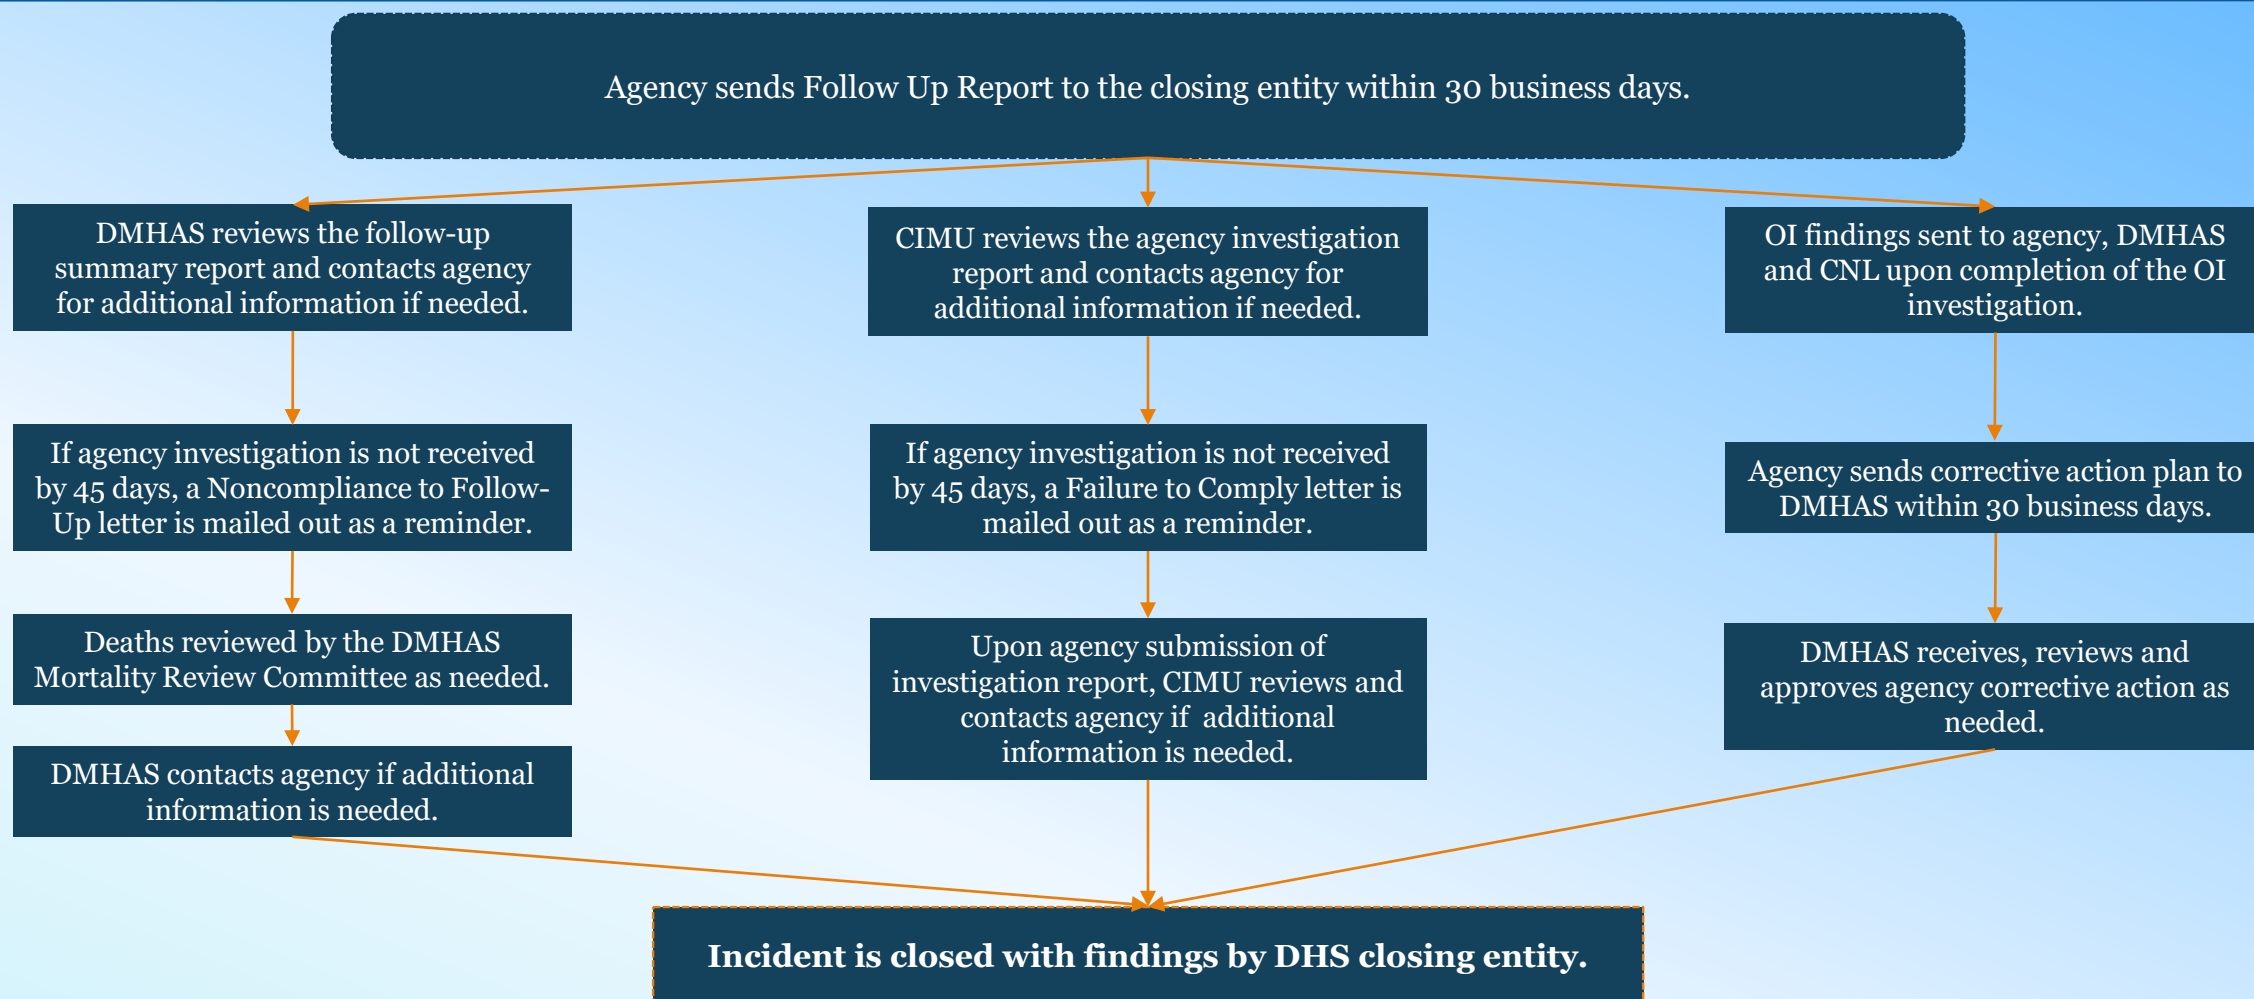 Agency sends Follow Up Report to the closing entity within 30 business days.
DMHAS reviews the follow-up
summary report and contacts agency
for additional information if needed.
If agency investigation is not received
by 45 days, a Noncompliance to Follow-
Up letter is mailed out as a reminder.
Deaths reviewed by the DMHAS
Mortality Review Committee as needed.
DMHAS contacts agency if additional
information is needed.
CIMU reviews the agency investigation
report and contacts agency for
additional information if needed.
If agency investigation is not received
by 45 days, a Failure to Comply letter is
mailed out as a reminder.
Upon agency submission of
investigation report, CIMU reviews and
contacts agency if additional
information is needed.
OI findings sent to agency, DMHAS
and CNL upon completion of the OI
investigation.
Agency sends corrective action plan to
DMHAS within 30 business days.
DMHAS receives, reviews and
approves agency corrective action as
needed.
Incident is closed with findings by DHS closing entity.